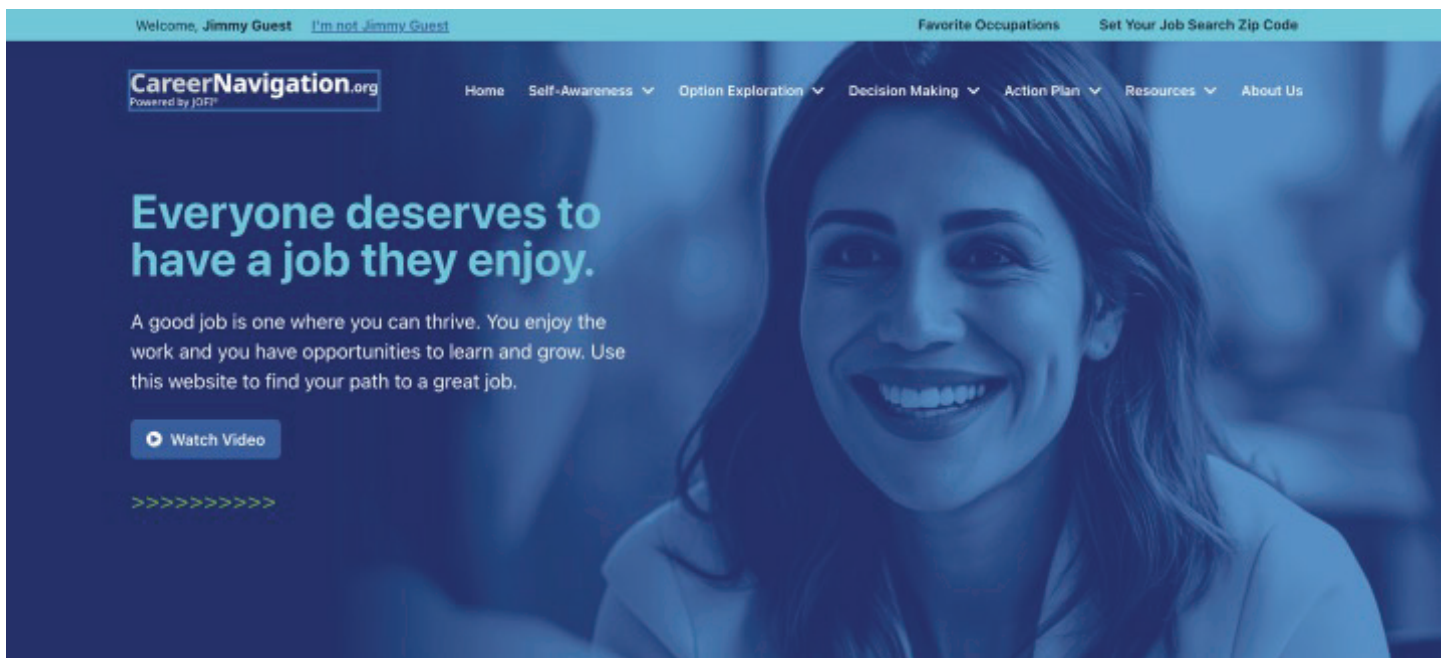 Welcome, Jimmy Guest I'm not Jimmy Guest Favorite Occupations Set Your Job Search Zip Code
CareerNavigation.org
Powered by JOFI®
Home Self-Awareness Option Exploration Decision Making Action Plan Resources About Us
Everyone deserves to
have a job they enjoy.
A good job is one where you can thrive. You enjoy the
work and you have opportunities to learn and grow. Use
this website to find your path to a great job.
Watch Video
>>>>>>>>>>